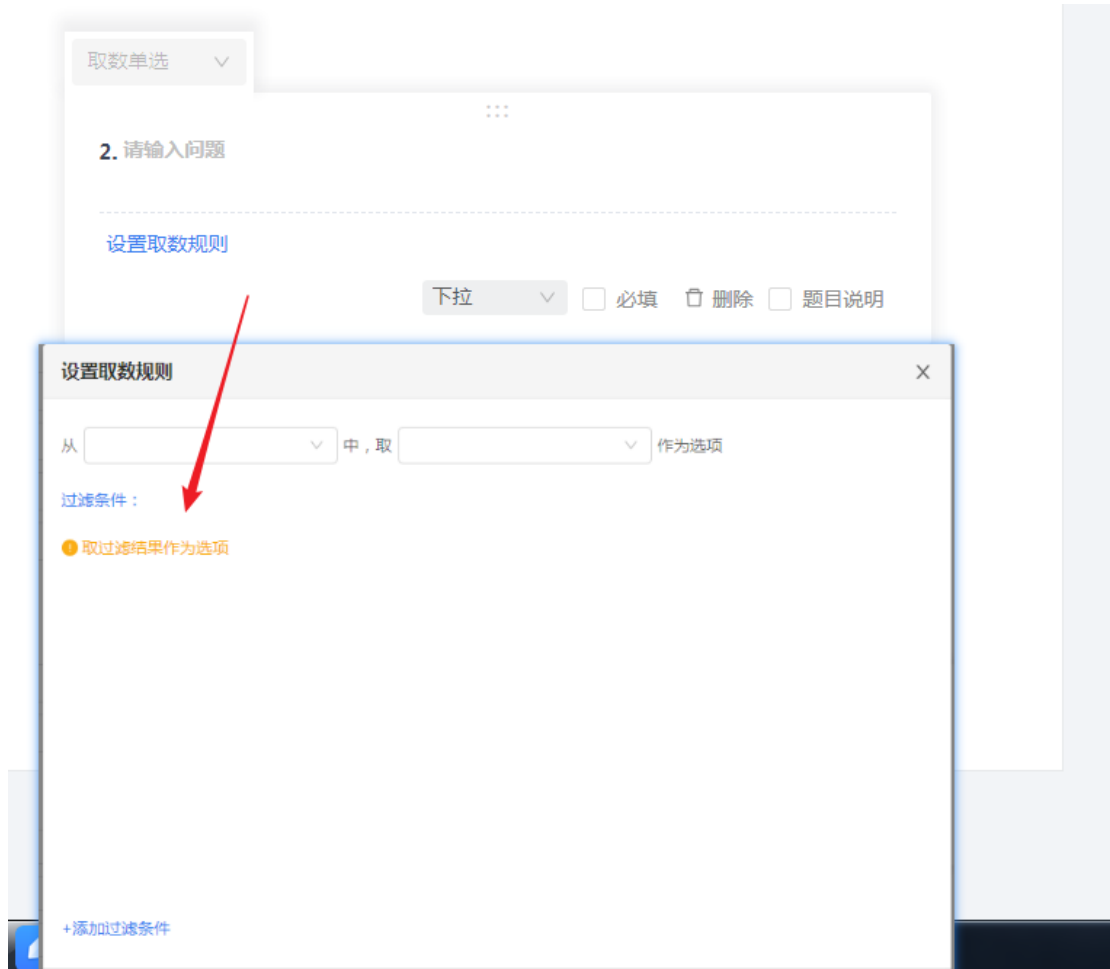 取数单选
2. 请输入问题
设置取数规则
下拉 必填 删除 题目说明
设置取数规则
从 中，取 作为选项
过滤条件：
取过滤结果作为选项
+添加过滤条件